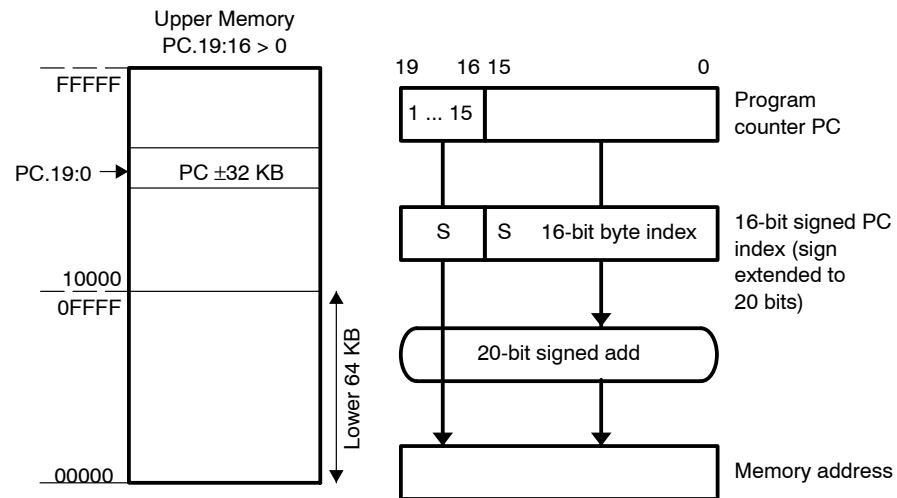 Upper Memory
PC.19:16 > 0
FFFFF
PC.19:0
PC ±32 KB
10000
0FFFF
Lower 64 KB
00000
19
16
15
0
1 ... 15
Program
counter PC
S
S
16-bit byte index
16-bit signed PC
index (sign
extended to
20 bits)
20-bit signed add
Memory address